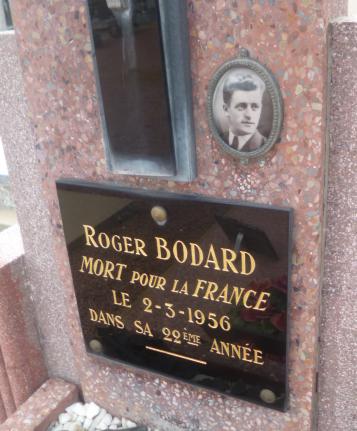 ROGER BODARD
MORT POUR LA FRANCE
LE 2-3-1956
DANS SA 22ÈME ANNÉE